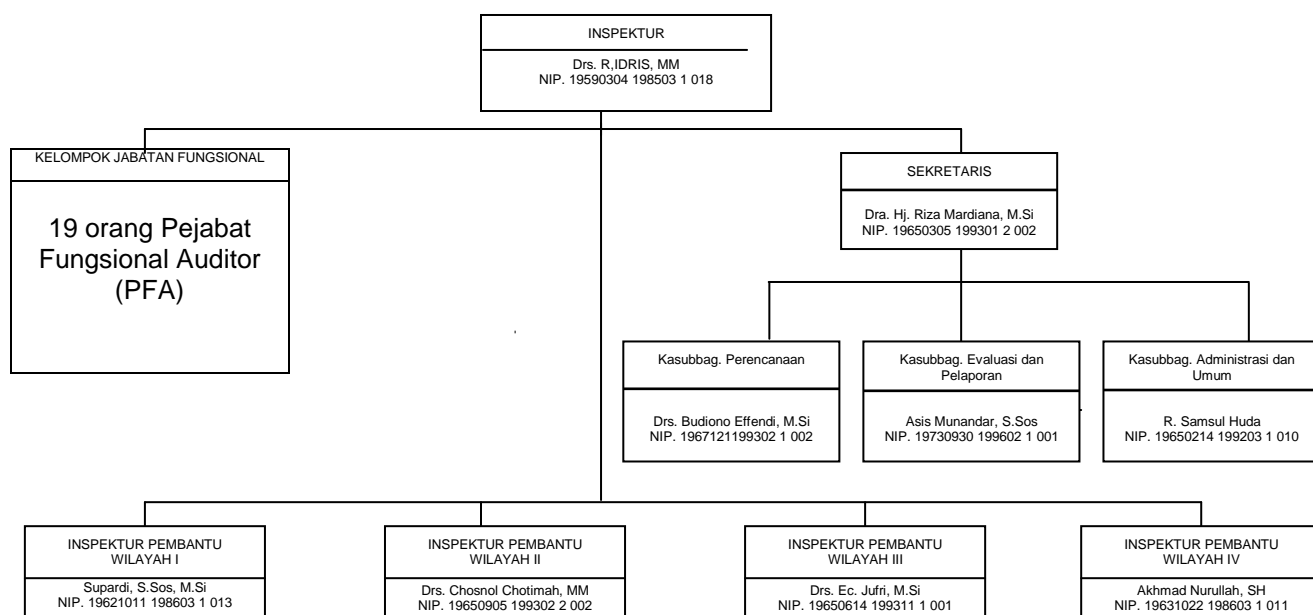 INSPEKTUR
Drs. R,IDRIS, MM
NIP. 19590304 198503 1 018
KELOMPOK JABATAN FUNGSIONAL
19 orang Pejabat
Fungsional Auditor
(PFA)
SEKRETARIS
Dra. Hj. Riza Mardiana, M.Si
NIP. 19650305 199301 2 002
Kasubbag. Perencanaan
Drs. Budiono Effendi, M.Si
NIP. 1967121199302 1 002
Kasubbag. Evaluasi dan
Pelaporan
Asis Munandar, S.Sos
NIP. 19730930 199602 1 001
Kasubbag. Administrasi dan
Umum
R. Samsul Huda
NIP. 19650214 199203 1 010
INSPEKTUR PEMBANTU
WILAYAH I
Supardi, S.Sos, M.Si
NIP. 19621011 198603 1 013
INSPEKTUR PEMBANTU
WILAYAH II
Drs. Chosnol Chotimah, MM
NIP. 19650905 199302 2 002
INSPEKTUR PEMBANTU
WILAYAH III
Drs. Ec. Jufri, M.Si
NIP. 19650614 199311 1 001
INSPEKTUR PEMBANTU
WILAYAH IV
Akhmad Nurullah, SH
NIP. 19631022 198603 1 011